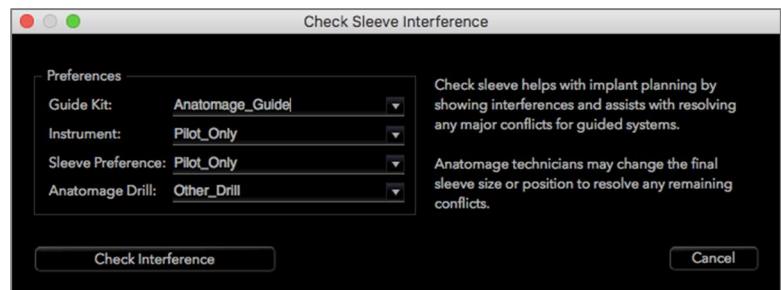 Check Sleeve Interference
Preferences
Guide Kit: Anatomage_Guide
Instrument: Pilot_Only
Sleeve Preference: Pilot_Only
Anatomage Drill: Other_Drill
Check sleeve helps with implant planning by
showing interferences and assists with resolving
any major conflicts for guided systems.
Anatomage technicians may change the final
sleeve size or position to resolve any remaining
conflicts.
Check Interference
Cancel